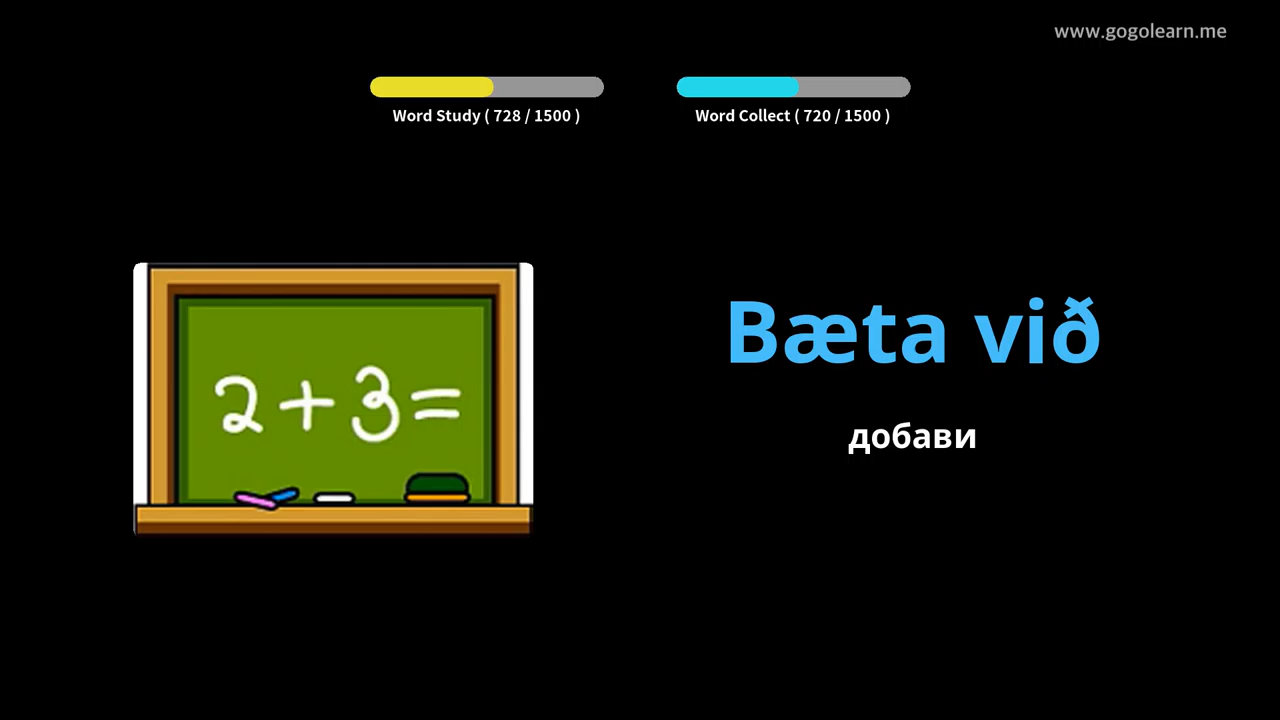 www.gogolearn.me
Word Study ( 728 / 1500 )
Word Collect ( 720 / 1500 )
2+3=
Bæta við
добави